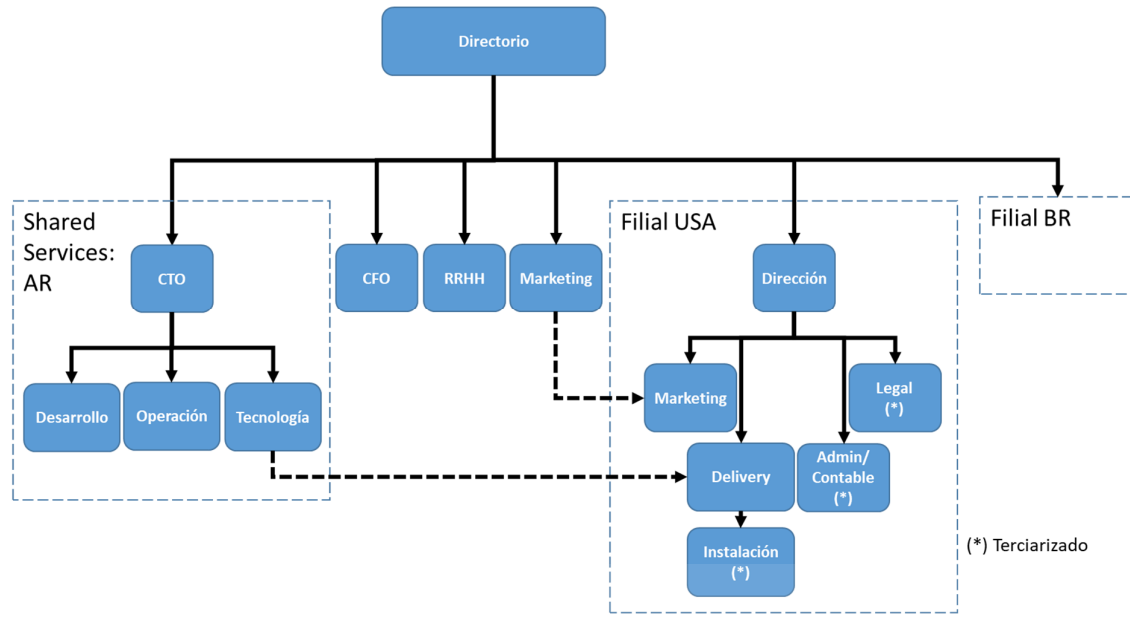 Directorio
Shared
Services:
AR
CTO
CFO
RRHH
Marketing
Filial USA
Dirección
Filial BR
Desarrollo
Operación
Tecnología
Marketing
Legal
(*)
Delivery
Admin/
Contable
(*)
Instalación
(*)
(*) Terciarizado